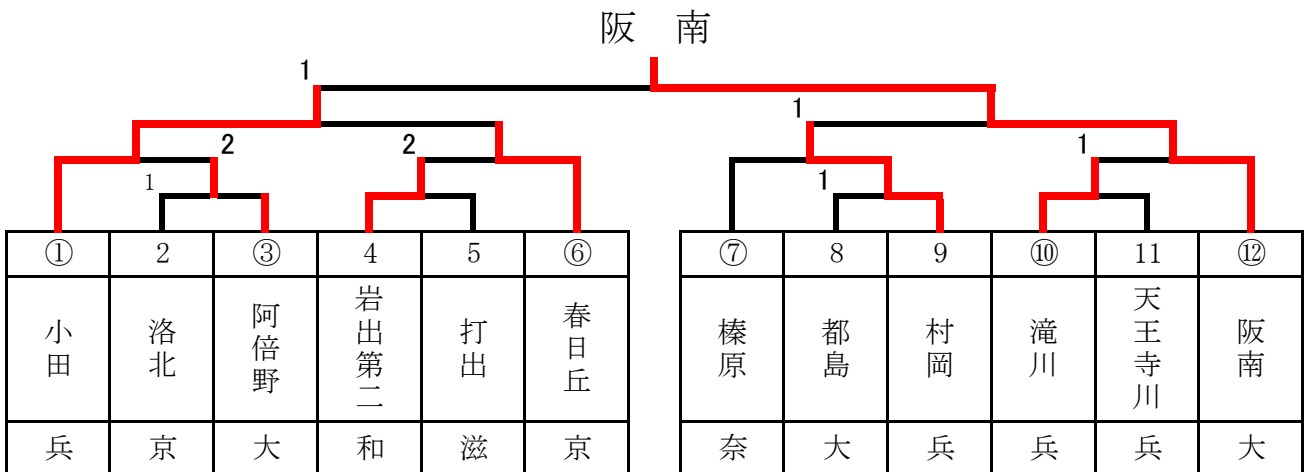 阪 南
1
1
2
2
1
1
1
① 2 ③ 4 5 ⑥ ⑦ 8 9 ⑩ 11 ⑫
小田 洛北 阿倍野 岩出第二 打出 春日丘 榛原 都島 村岡 滝川 天王寺川 阪南
兵 京 大 和 滋 京 奈 大 兵 兵 兵 大